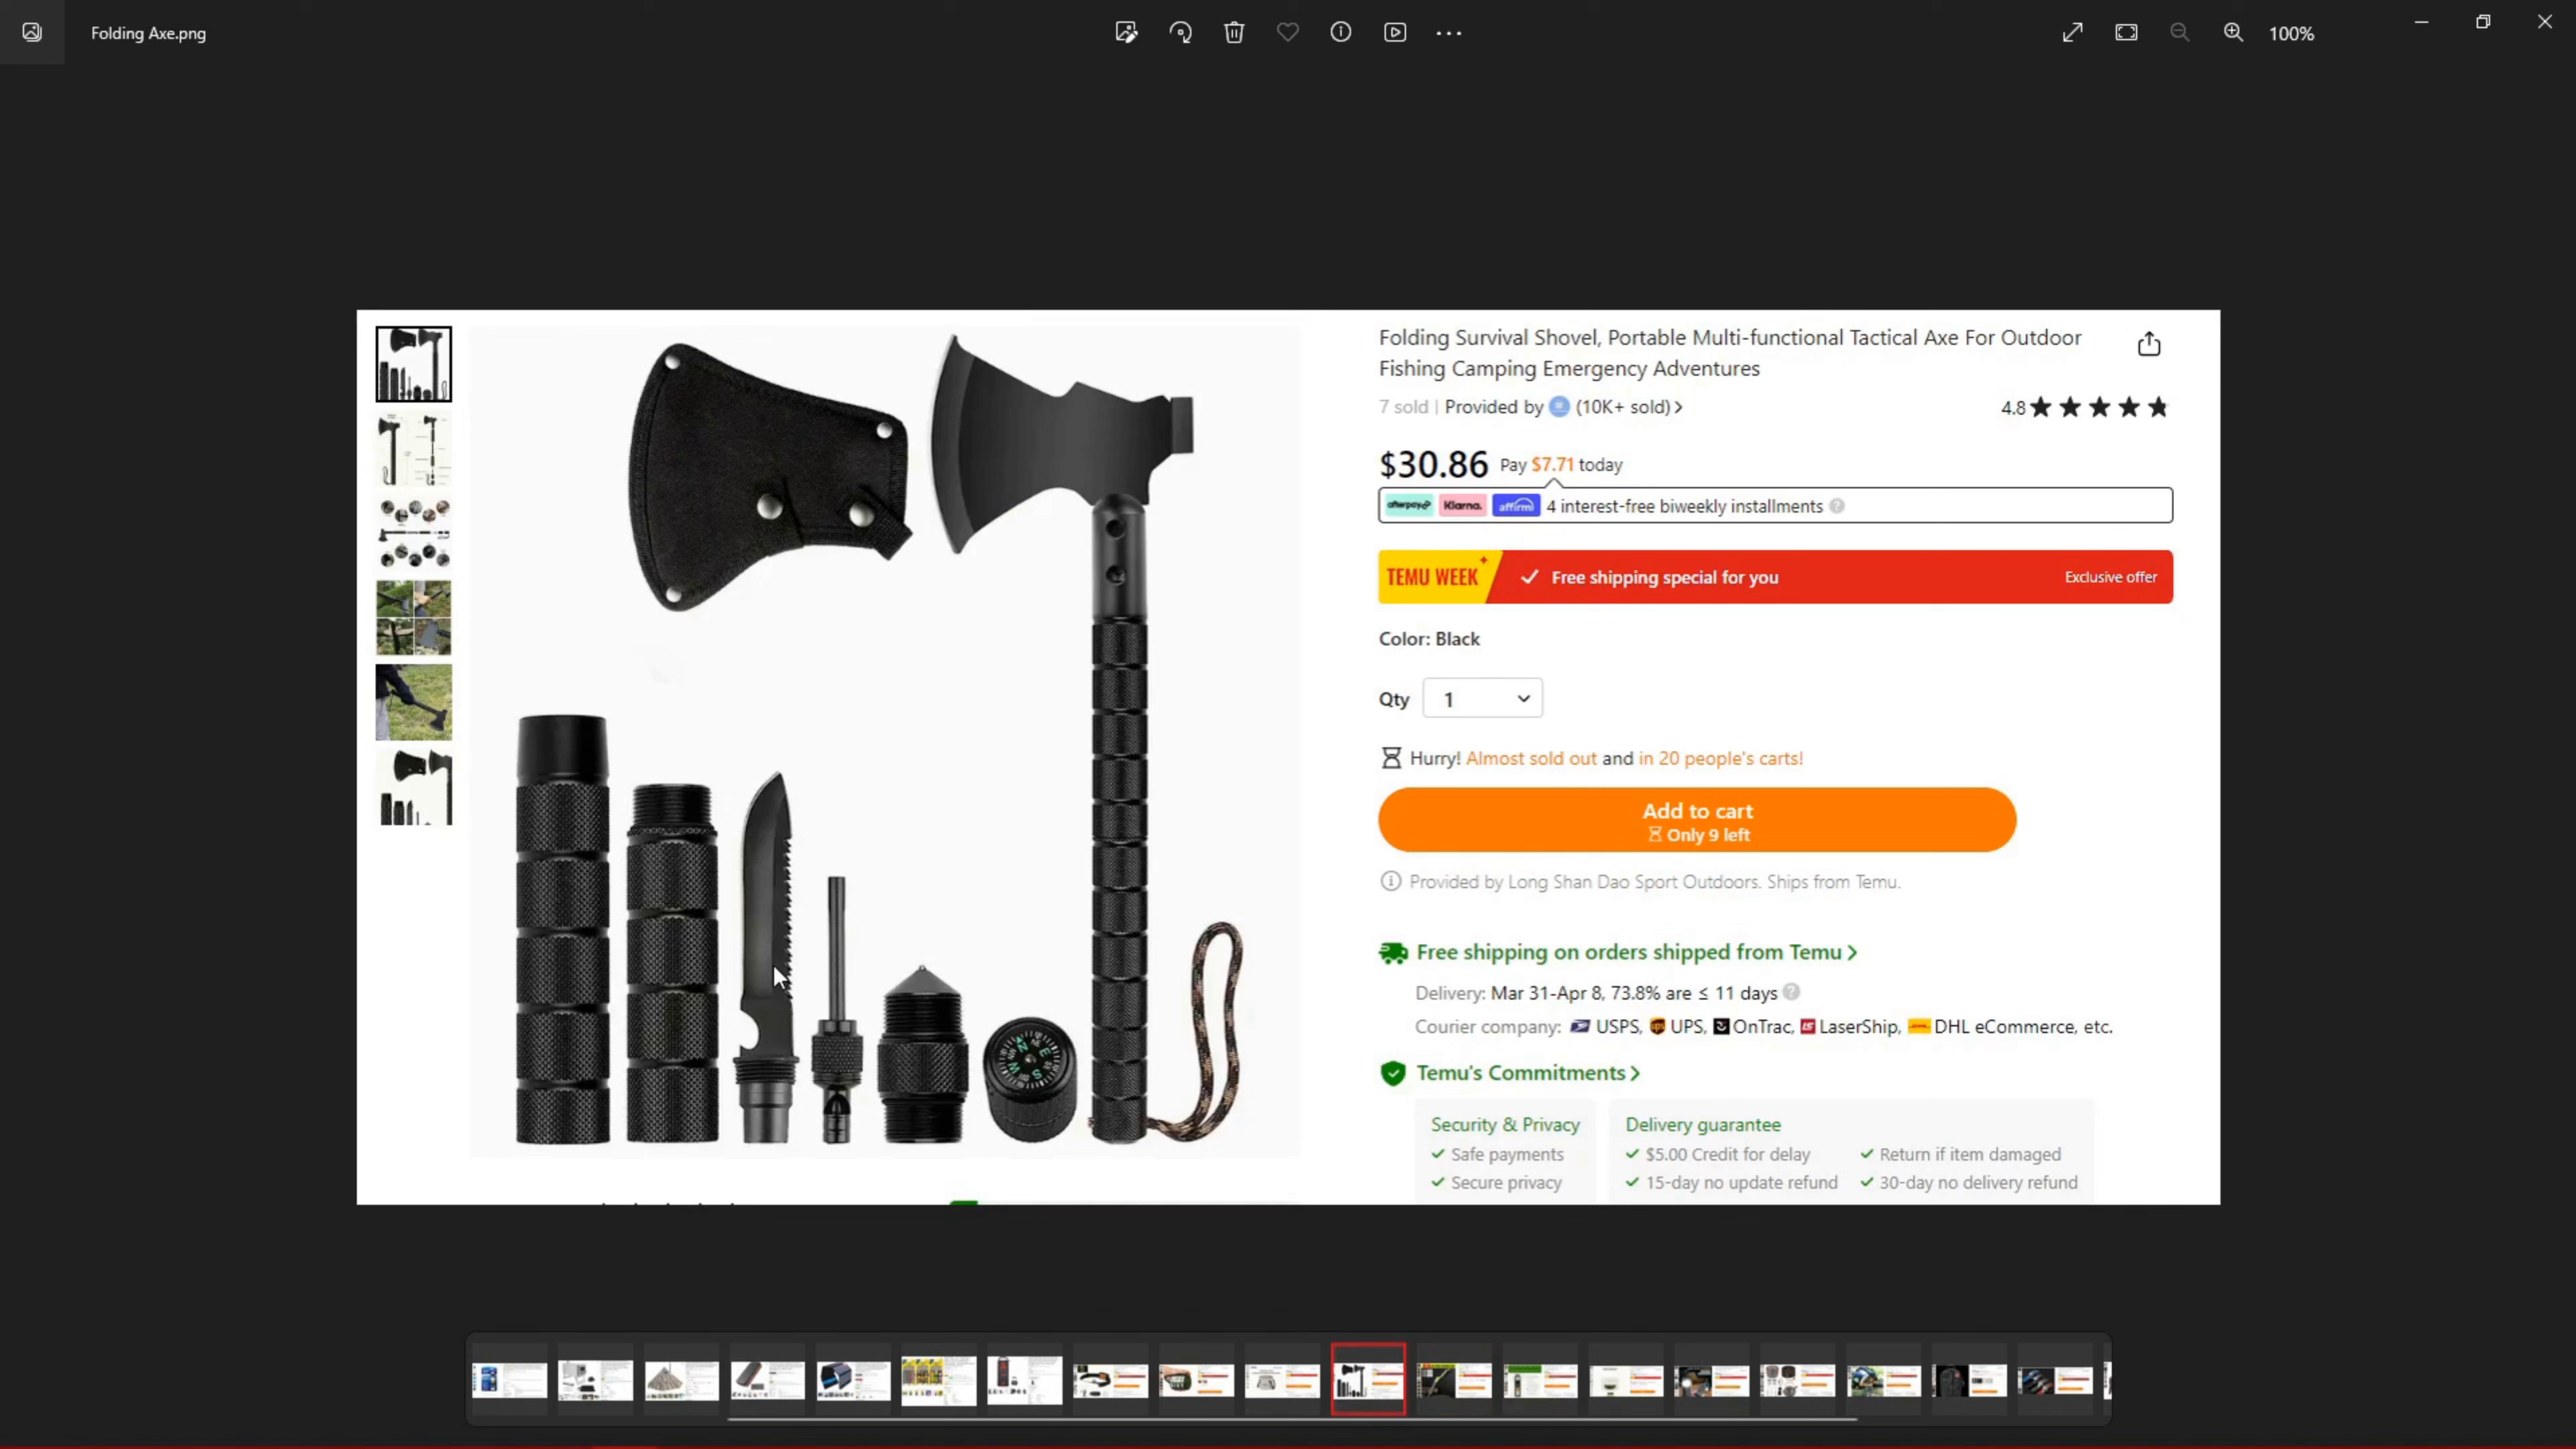 Folding Axe.png
100%
Folding Survival Shovel, Portable Multi-functional Tactical Axe For Outdoor
Fishing Camping Emergency Adventures
7 sold | Provided by (10K+ sold) >
4.8
$30.86 Pay $7.71 today
afterpay Klarna. affirm 4 interest-free biweekly installments ?
TEMU WEEK Free shipping special for you Exclusive offer
Color: Black
Qty 1
Hurry! Almost sold out and in 20 people's carts!
Add to cart
Only 9 left
Provided by Long Shan Dao Sport Outdoors. Ships from Temu.
Free shipping on orders shipped from Temu >
Delivery: Mar 31-Apr 8, 73.8% are ≤ 11 days ?
Courier company: USPS, UPS, OnTrac, LaserShip, DHL eCommerce, etc.
Temu's Commitments >
Security & Privacy
Safe payments
Secure privacy
Delivery guarantee
$5.00 Credit for delay
Return if item damaged
15-day no update refund
30-day no delivery refund
N E S W